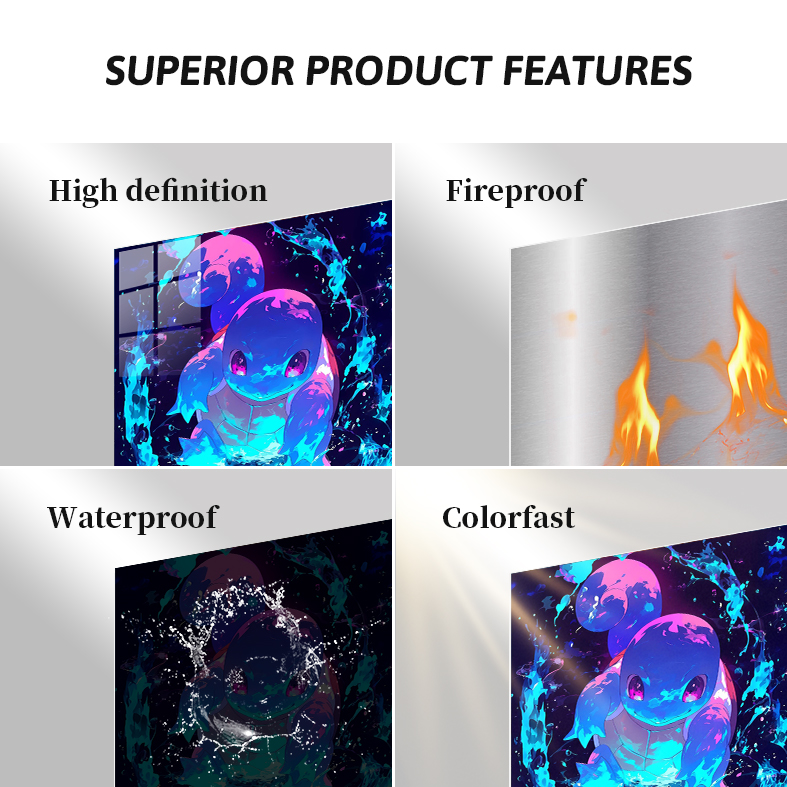 SUPERIOR PRODUCT FEATURES
High definition
Fireproof
Waterproof
Colorfast